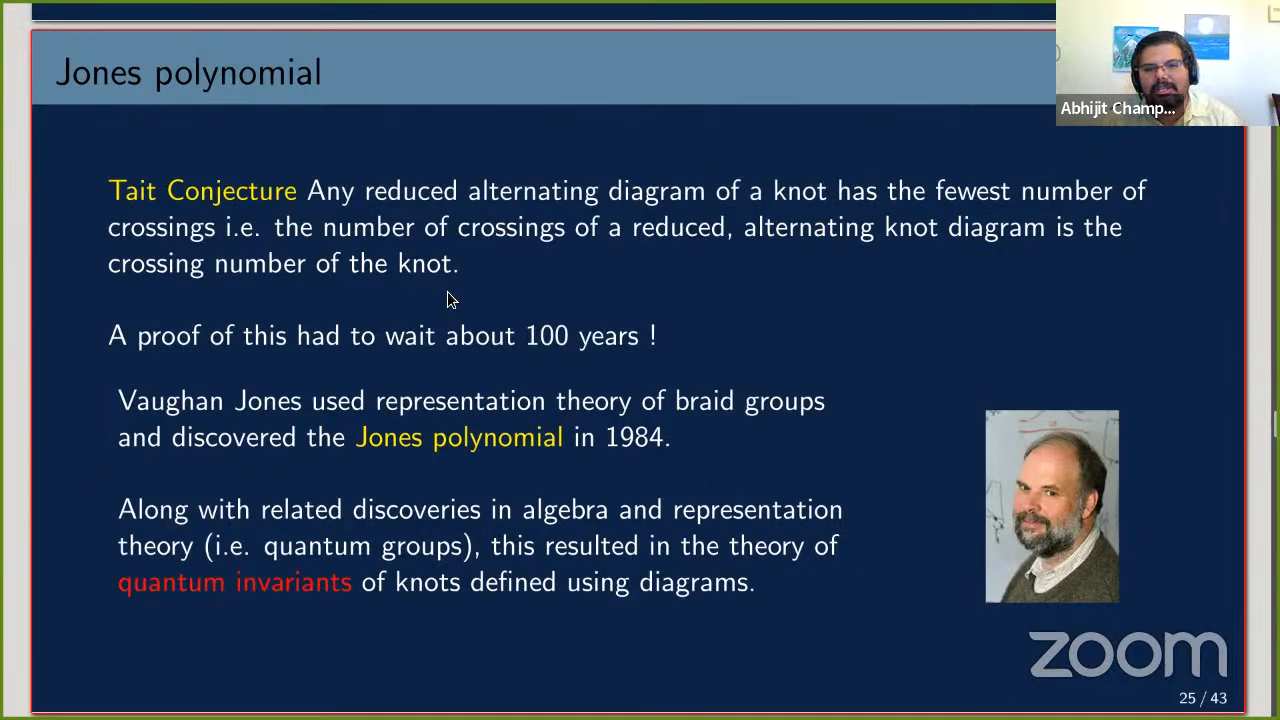 Jones polynomial
Abhijit Champ...
Tait Conjecture Any reduced alternating diagram of a knot has the fewest number of
crossings i.e. the number of crossings of a reduced, alternating knot diagram is the
crossing number of the knot.
A proof of this had to wait about 100 years !
Vaughan Jones used representation theory of braid groups
and discovered the Jones polynomial in 1984.
Along with related discoveries in algebra and representation
theory (i.e. quantum groups), this resulted in the theory of
quantum invariants of knots defined using diagrams.
zoom
25 / 43